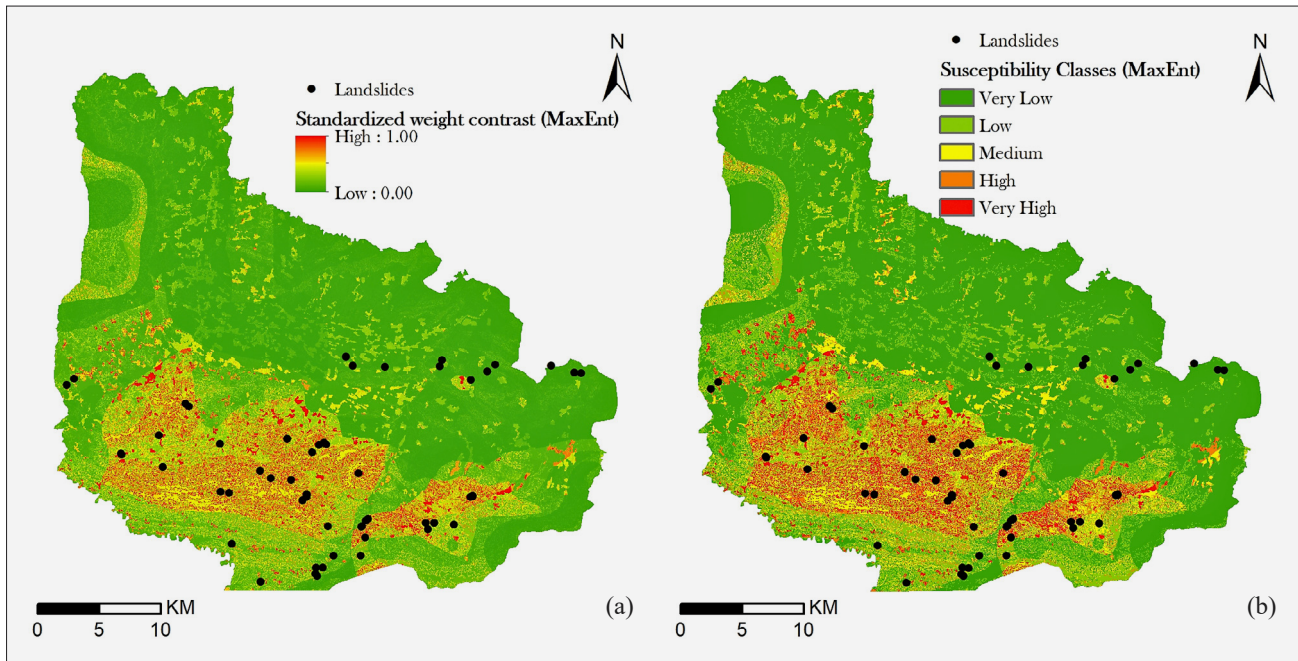 N
Landslides
Standardized weight contrast (MaxEnt)
High : 1.00
Low : 0.00
KM
0 5 10
(a)
N
Landslides
Susceptibility Classes (MaxEnt)
Very Low
Low
Medium
High
Very High
KM
0 5 10
(b)